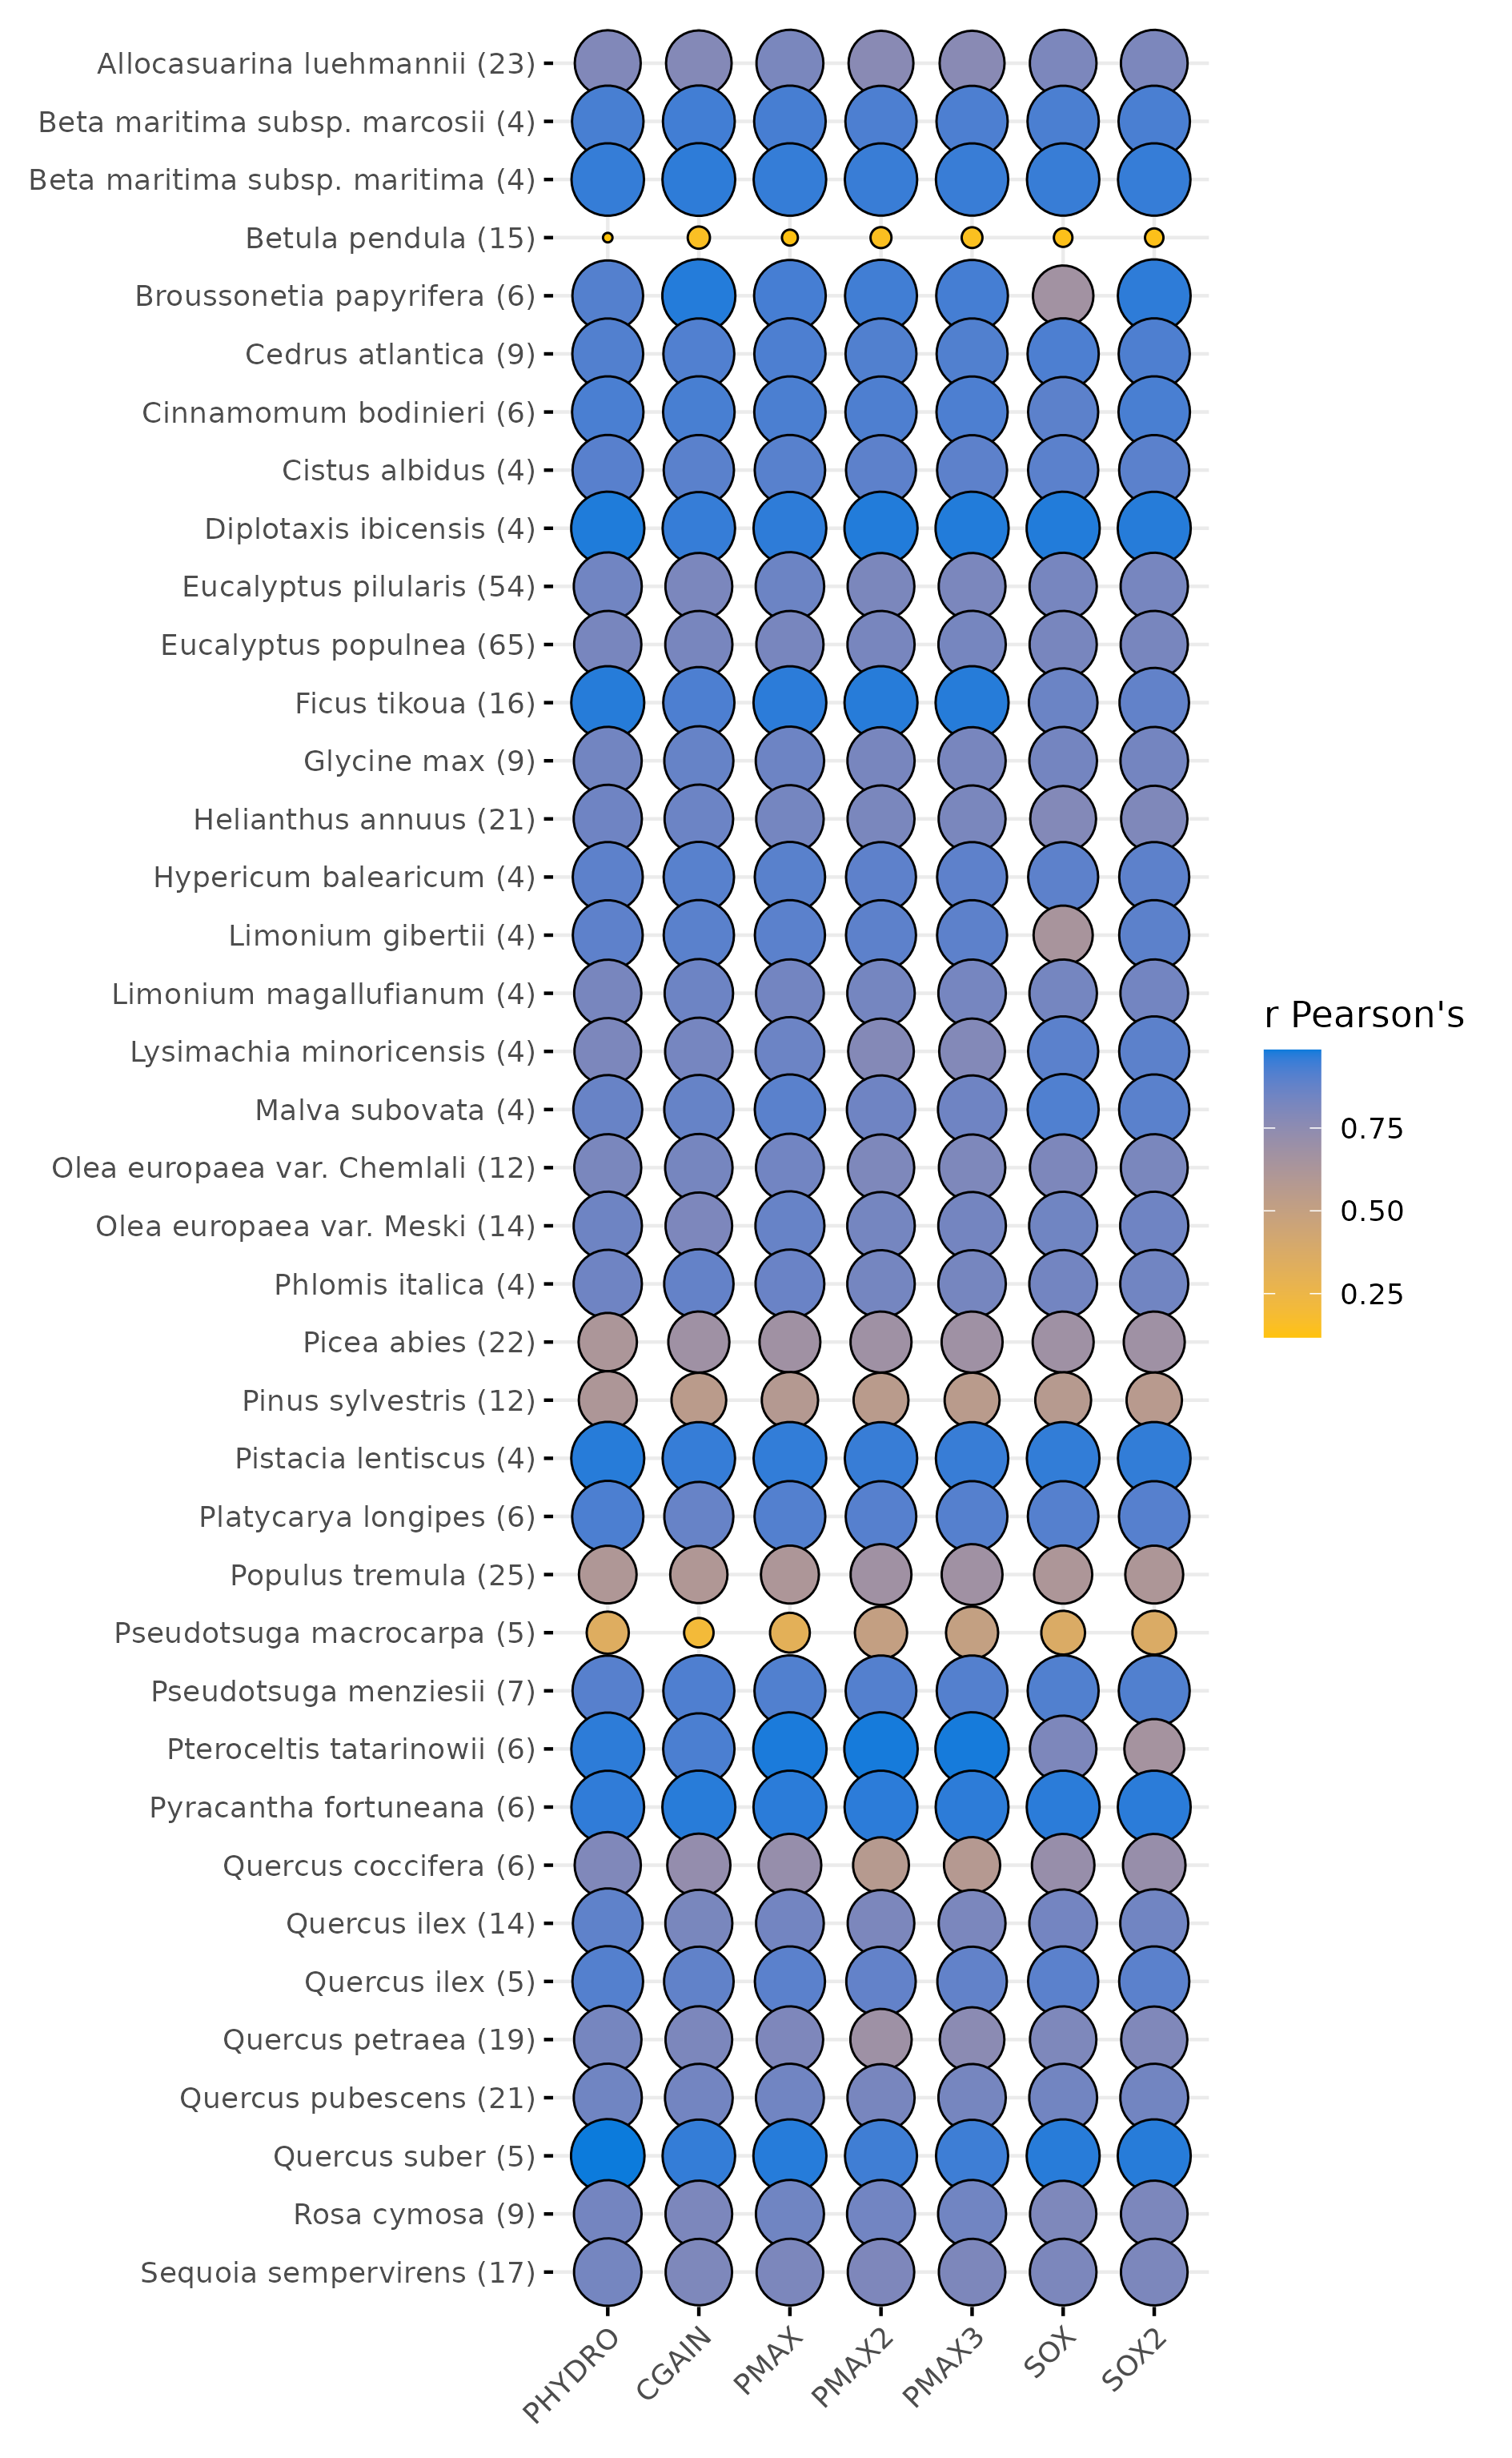 Allocasuarina luehmannii (23)
Beta maritima subsp. marcosii (4)
Beta maritima subsp. maritima (4)
Betula pendula (15)
Broussonetia papyrifera (6)
Cedrus atlantica (9)
Cinnamomum bodinieri (6)
Cistus albidus (4)
Diplotaxis ibicensis (4)
Eucalyptus pilularis (54)
Eucalyptus populnea (65)
Ficus tikoua (16)
Glycine max (9)
Helianthus annuus (21)
Hypericum balearicum (4)
Limonium gibertii (4)
Limonium magallufianum (4)
Lysimachia minoricensis (4)
Malva subovata (4)
Olea europaea var. Chemlali (12)
Olea europaea var. Meski (14)
Phlomis italica (4)
Picea abies (22)
Pinus sylvestris (12)
Pistacia lentiscus (4)
Platycarya longipes (6)
Populus tremula (25)
Pseudotsuga macrocarpa (5)
Pseudotsuga menziesii (7)
Pteroceltis tatarinowii (6)
Pyracantha fortuneana (6)
Quercus coccifera (6)
Quercus ilex (14)
Quercus ilex (5)
Quercus petraea (19)
Quercus pubescens (21)
Quercus suber (5)
Rosa cymosa (9)
Sequoia sempervirens (17)
PHYDRO
CGAIN
PMAX
PMAX2
PMAX3
SOX
SOX2
r Pearson's
0.75
0.50
0.25